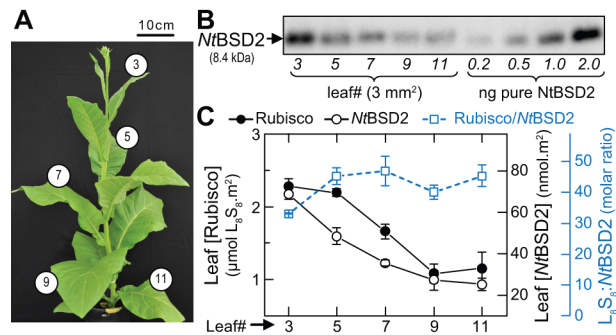 A
10cm
3
5
7
9
11
B
NtBSD2
(8.4 kDa)
3 5 7 9 11 0.2 0.5 1.0 2.0
leaf# (3 mm²) ng pure NtBSD2
C
Rubisco NtBSD2 Rubisco/NtBSD2
Leaf [Rubisco]
(µmol L₈S₈.m²)
3
2
1
Leaf [NtBSD2]
(nmol.m²)
80
60
40
20
L₈S₈:NtBSD2 (molar ratio)
50
40
30
20
10
0
Leaf# 3 5 7 9 11